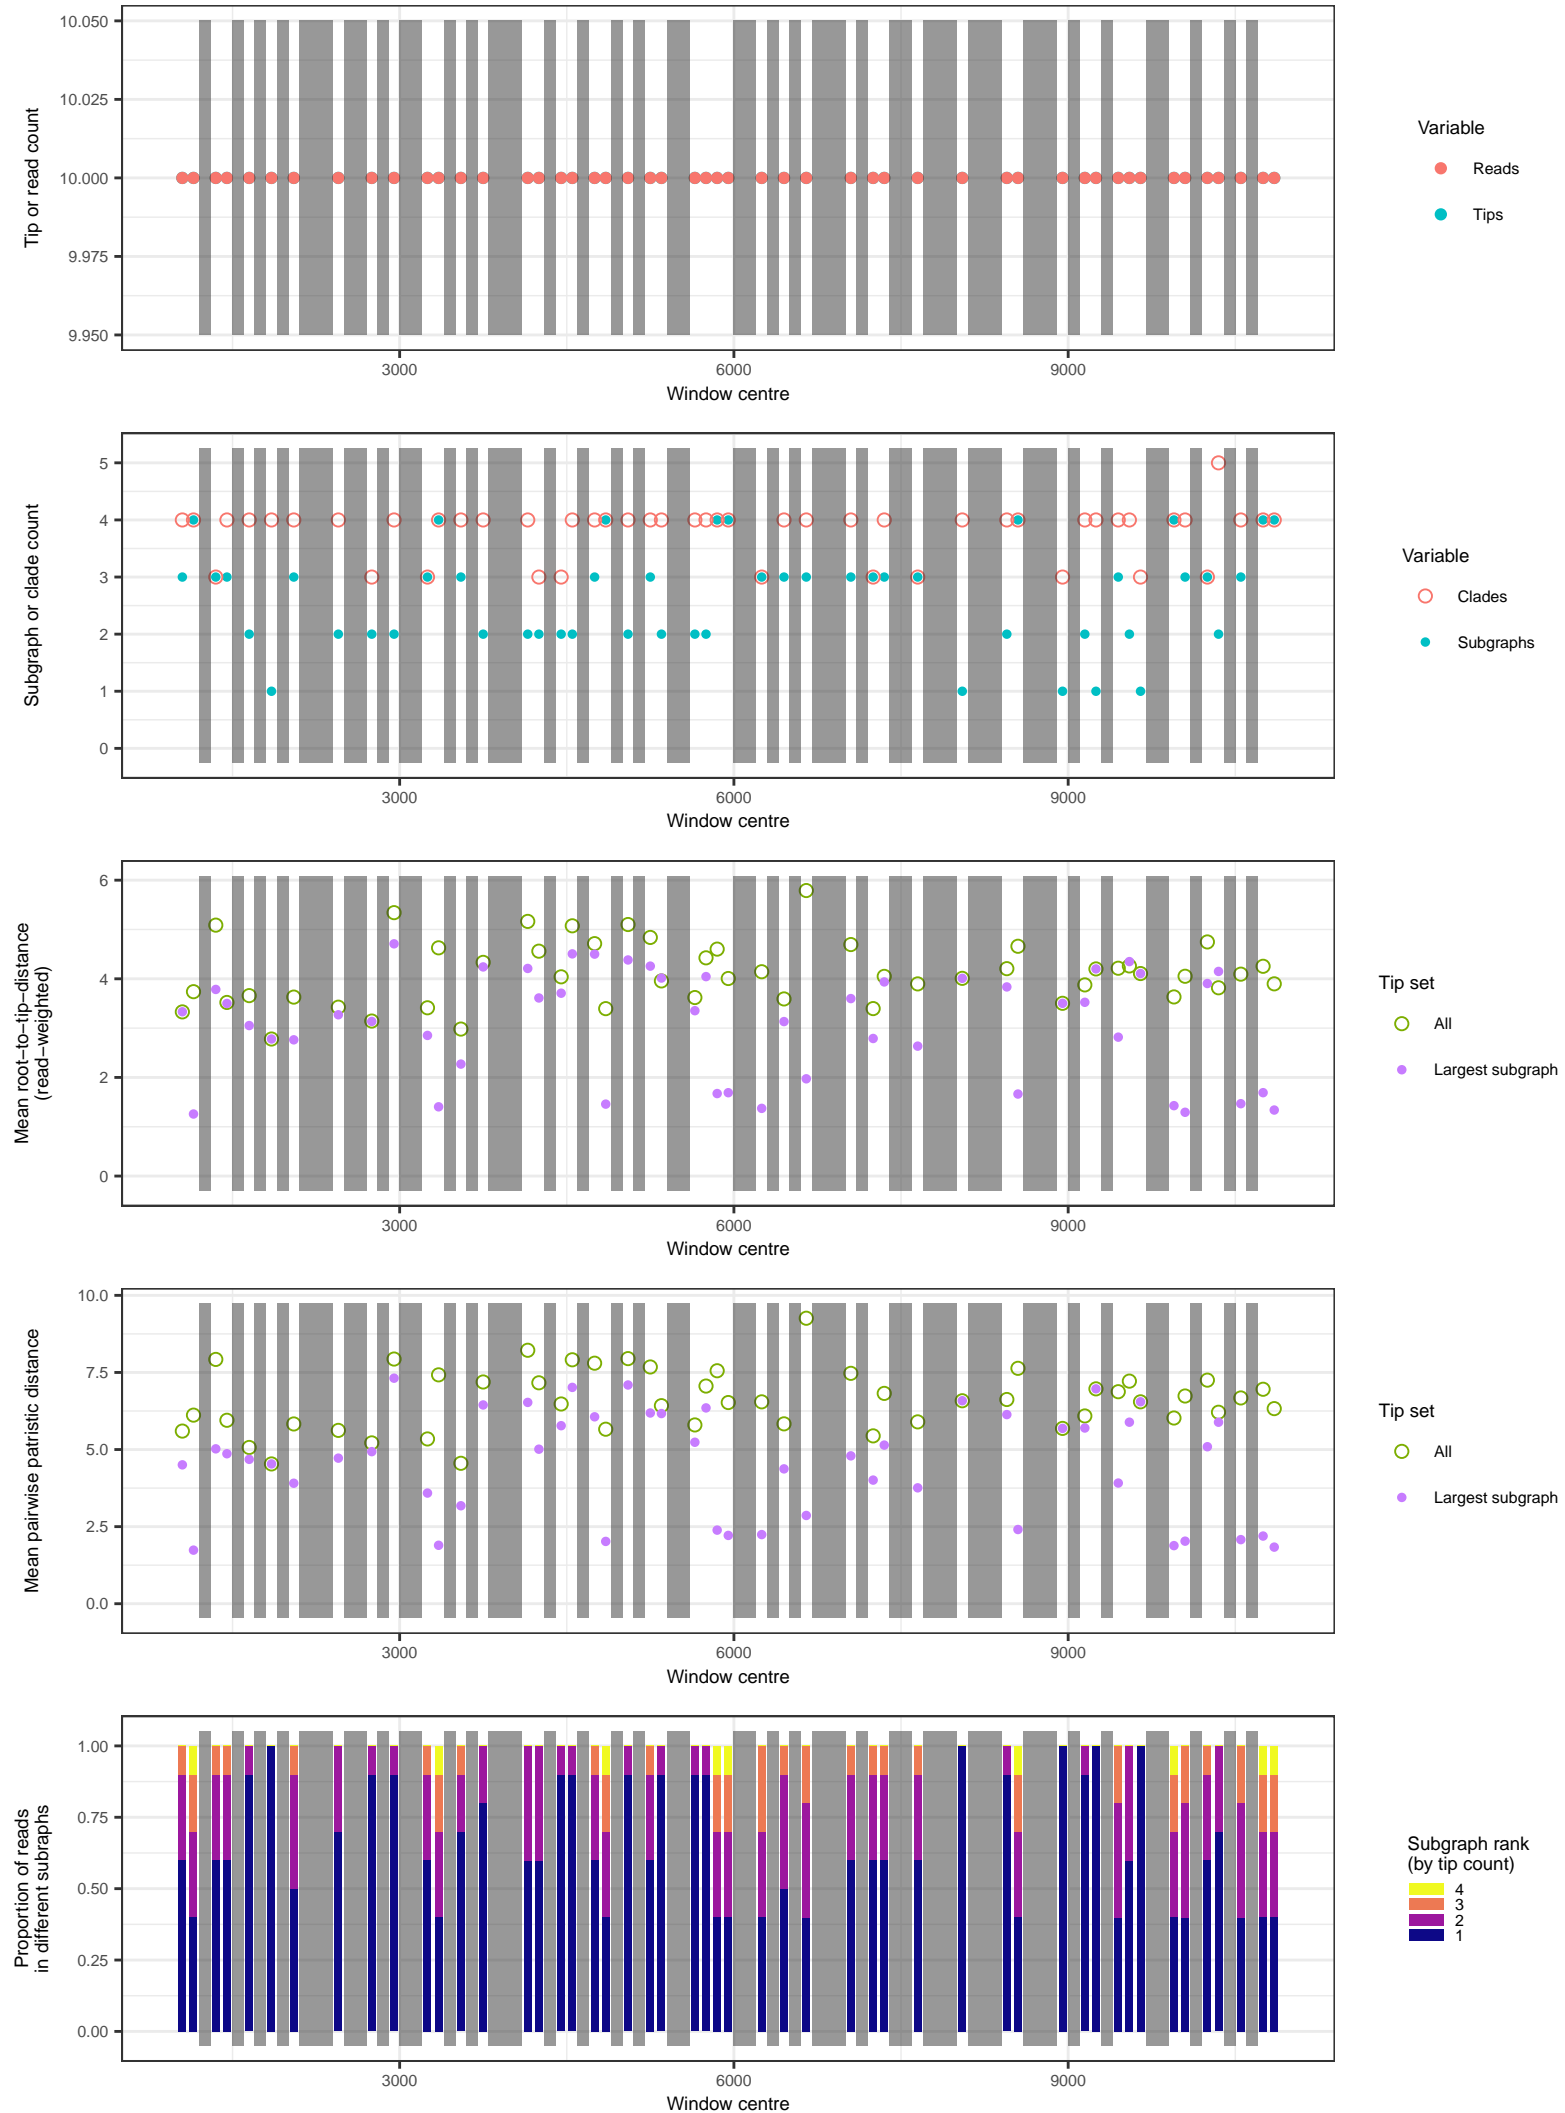 10.050
10.025
10.000
9.975
9.950
Tip or read count
3000
6000
9000
Window centre
Variable
Reads
Tips
5
4
3
2
1
0
Subgraph or clade count
3000
6000
9000
Window centre
Variable
Clades
Subgraphs
6
4
2
0
Mean root−to−tip−distance
(read−weighted)
3000
6000
9000
Window centre
Tip set
All
Largest subgraph
10.0
7.5
5.0
2.5
0.0
Mean pairwise patristic distance
3000
6000
9000
Window centre
Tip set
All
Largest subgraph
1.00
0.75
0.50
0.25
0.00
Proportion of reads
in different subraphs
3000
6000
9000
Window centre
Subgraph rank
(by tip count)
4
3
2
1